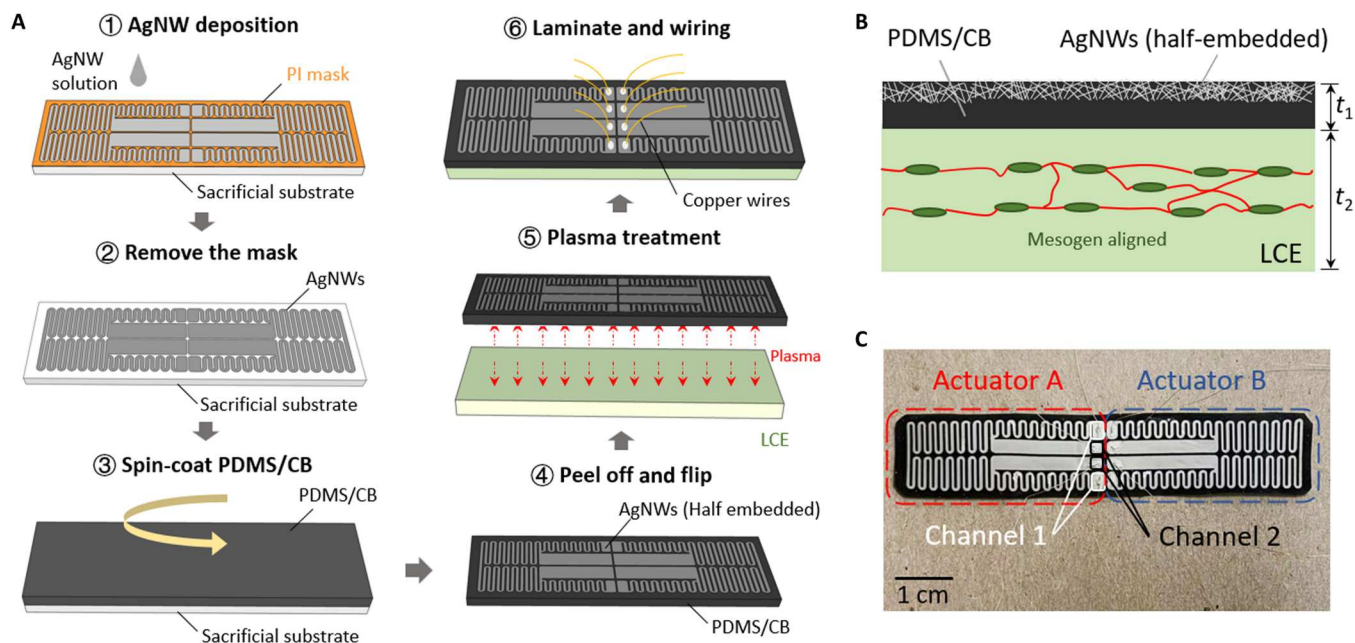 A
① AgNW deposition
AgNW
solution
PI mask
Sacrificial substrate
② Remove the mask
AgNWs
Sacrificial substrate
③ Spin-coat PDMS/CB
PDMS/CB
Sacrificial substrate
④ Peel off and flip
AgNWs (Half embedded)
PDMS/CB
⑤ Plasma treatment
Plasma
LCE
⑥ Laminate and wiring
Copper wires
B
PDMS/CB
AgNWs (half-embedded)
t1
t2
Mesogen aligned
LCE
C
Actuator A
Actuator B
Channel 1
Channel 2
1 cm